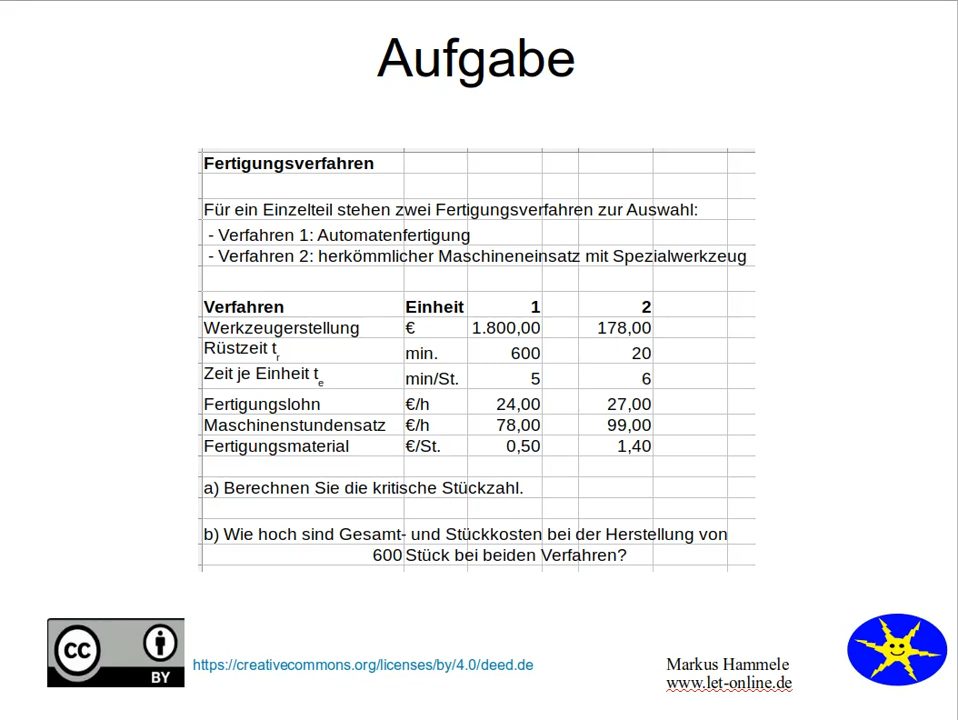 Aufgabe
Fertigungsverfahren
Für ein Einzelteil stehen zwei Fertigungsverfahren zur Auswahl:
- Verfahren 1: Automatenfertigung
- Verfahren 2: herkömmlicher Maschineneinsatz mit Spezialwerkzeug
Verfahren Einheit 1 2
Werkzeugerstellung € 1.800,00 178,00
Rüstzeit tr min. 600 20
Zeit je Einheit te min/St. 5 6
Fertigungslohn €/h 24,00 27,00
Maschinenstundensatz €/h 78,00 99,00
Fertigungsmaterial €/St. 0,50 1,40
a) Berechnen Sie die kritische Stückzahl.
b) Wie hoch sind Gesamt- und Stückkosten bei der Herstellung von
600 Stück bei beiden Verfahren?
cc
BY
https://creativecommons.org/licenses/by/4.0/deed.de
Markus Hammele
www.let-online.de